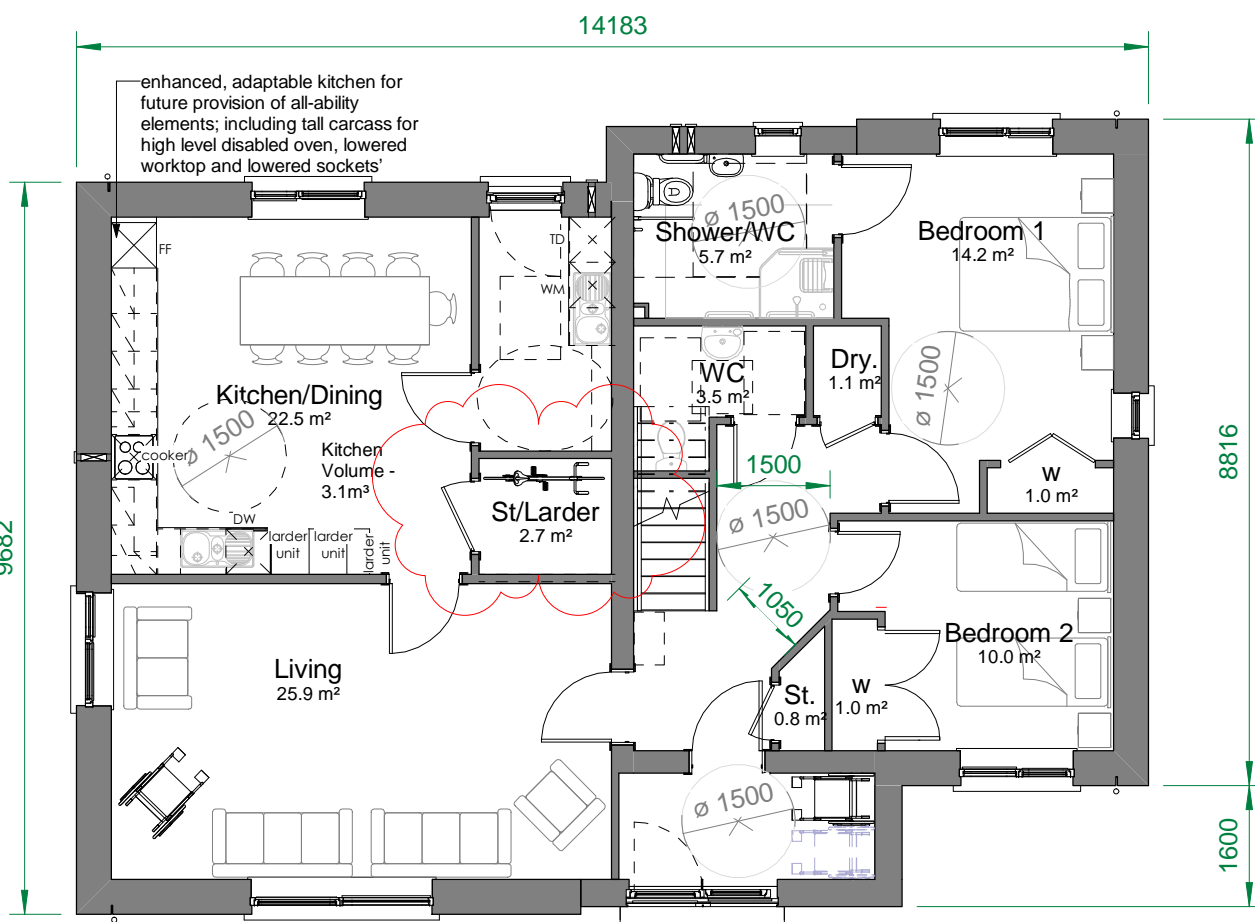 14183
enhanced, adaptable kitchen for
future provision of all-ability
elements; including tall carcass for
high level disabled oven, lowered
worktop and lowered sockets’
FF
TD
WM
ø 1500
Shower/WC
5.7 m²
Bedroom 1
14.2 m²
Kitchen/Dining
22.5 m²
ø 1500
cooker
Kitchen
Volume -
3.1m³
WC
3.5 m²
Dry.
1.1 m²
ø 1500
1500
ø 1500
w
1.0 m²
8816
St/Larder
2.7 m²
DW
larder
unit
larder
unit
larder
unit
9682
1050
Living
25.9 m²
Bedroom 2
10.0 m²
St.
0.8 m²
w
1.0 m²
ø 1500
1600